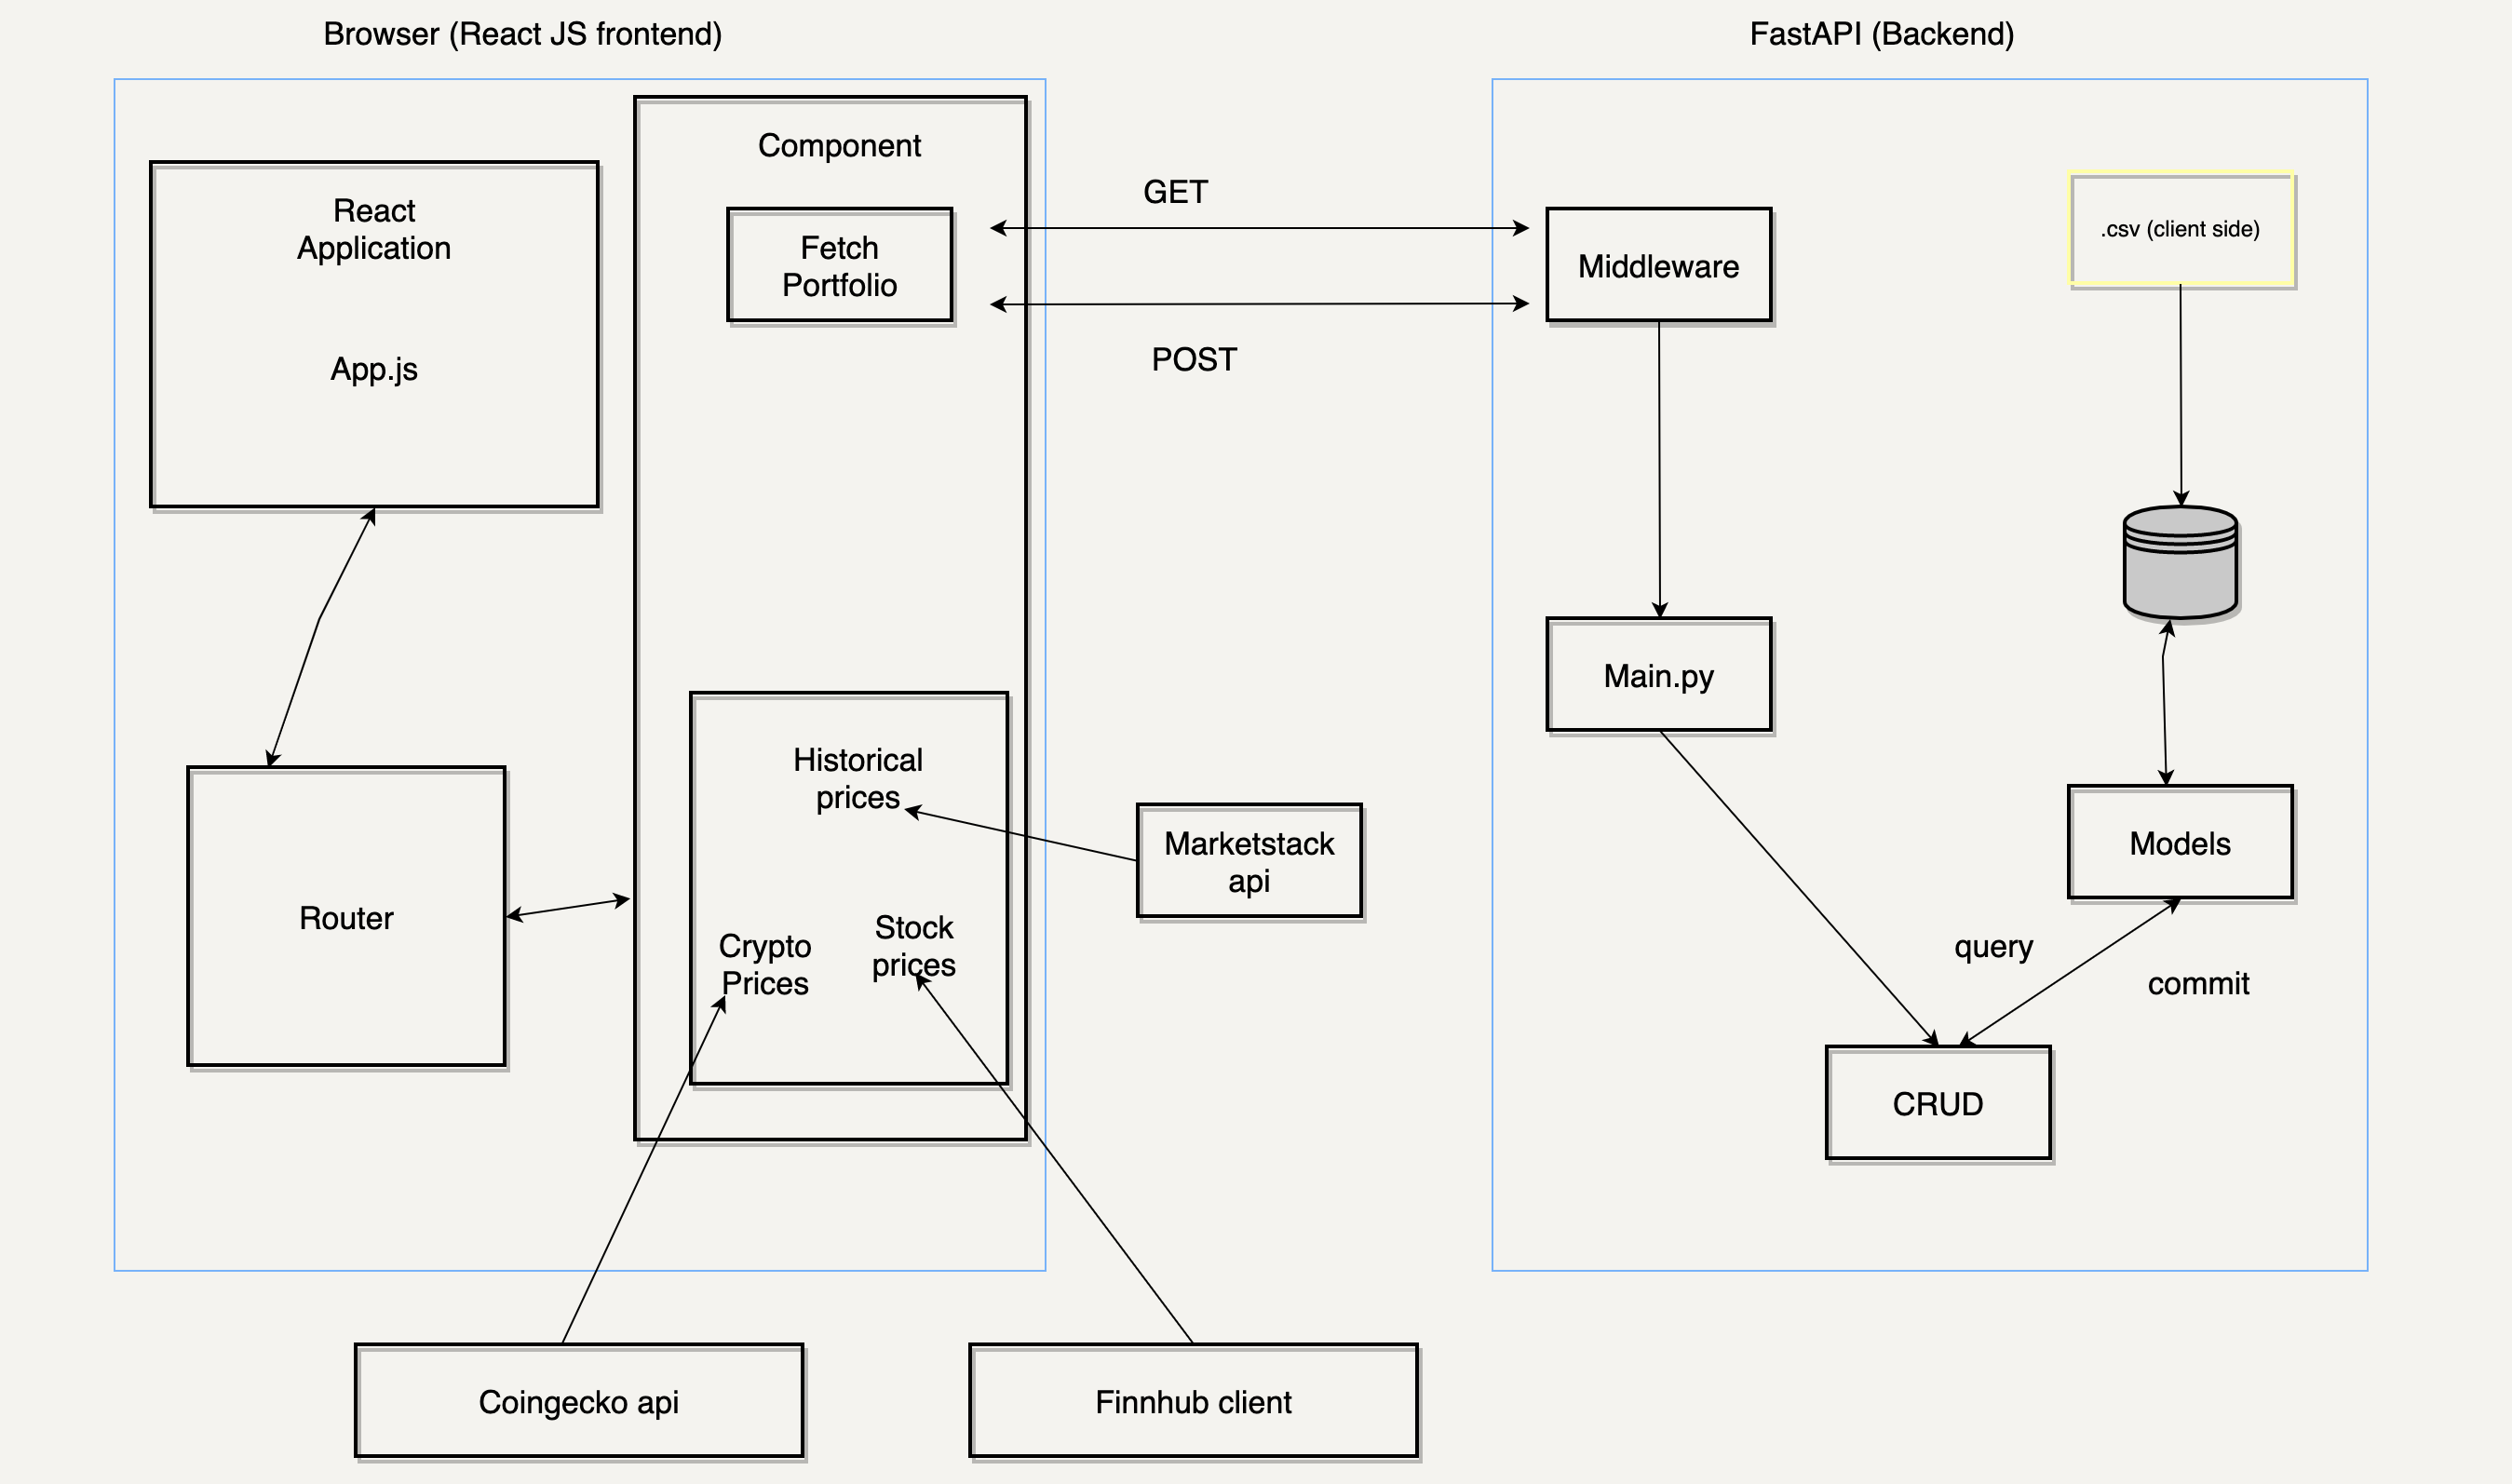 Browser (React JS frontend)
FastAPI (Backend)
React
Application
App.js
Component
Fetch
Portfolio
GET
POST
Middleware
.csv (client side)
Main.py
Historical
prices
Marketstack
api
Models
Router
Crypto
Prices
Stock
prices
query
commit
CRUD
Coingecko api
Finnhub client